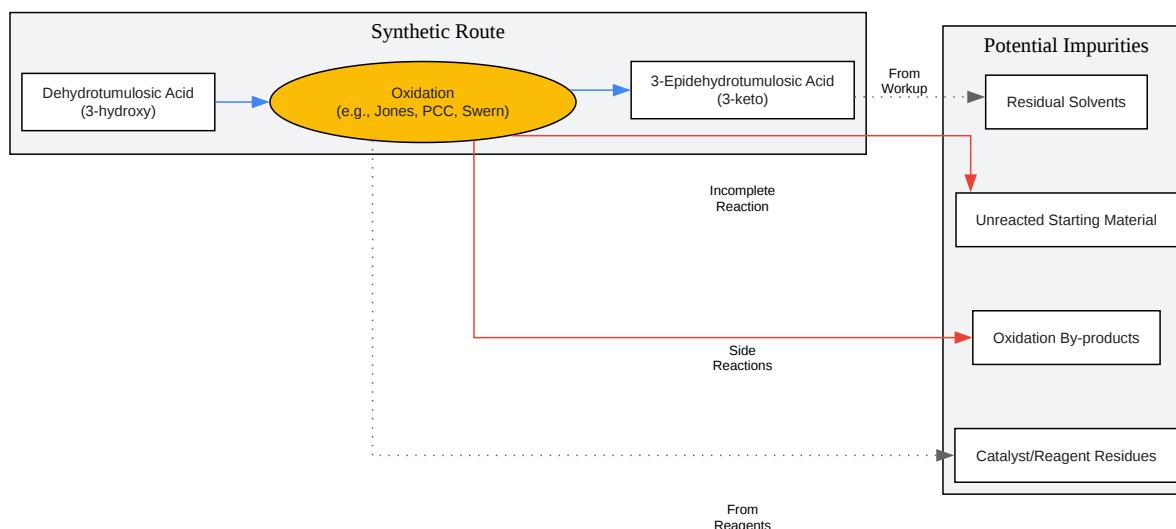 Synthetic Route
Potential Impurities
Dehydrotumulosic Acid
(3-hydroxy)
Oxidation
(e.g., Jones, PCC, Swern)
3-Epidehydrotumulosic Acid
(3-keto)
From
Workup
Residual Solvents
Incomplete
Reaction
Unreacted Starting Material
Side
Reactions
Oxidation By-products
Catalyst/Reagent Residues
From
Reagents